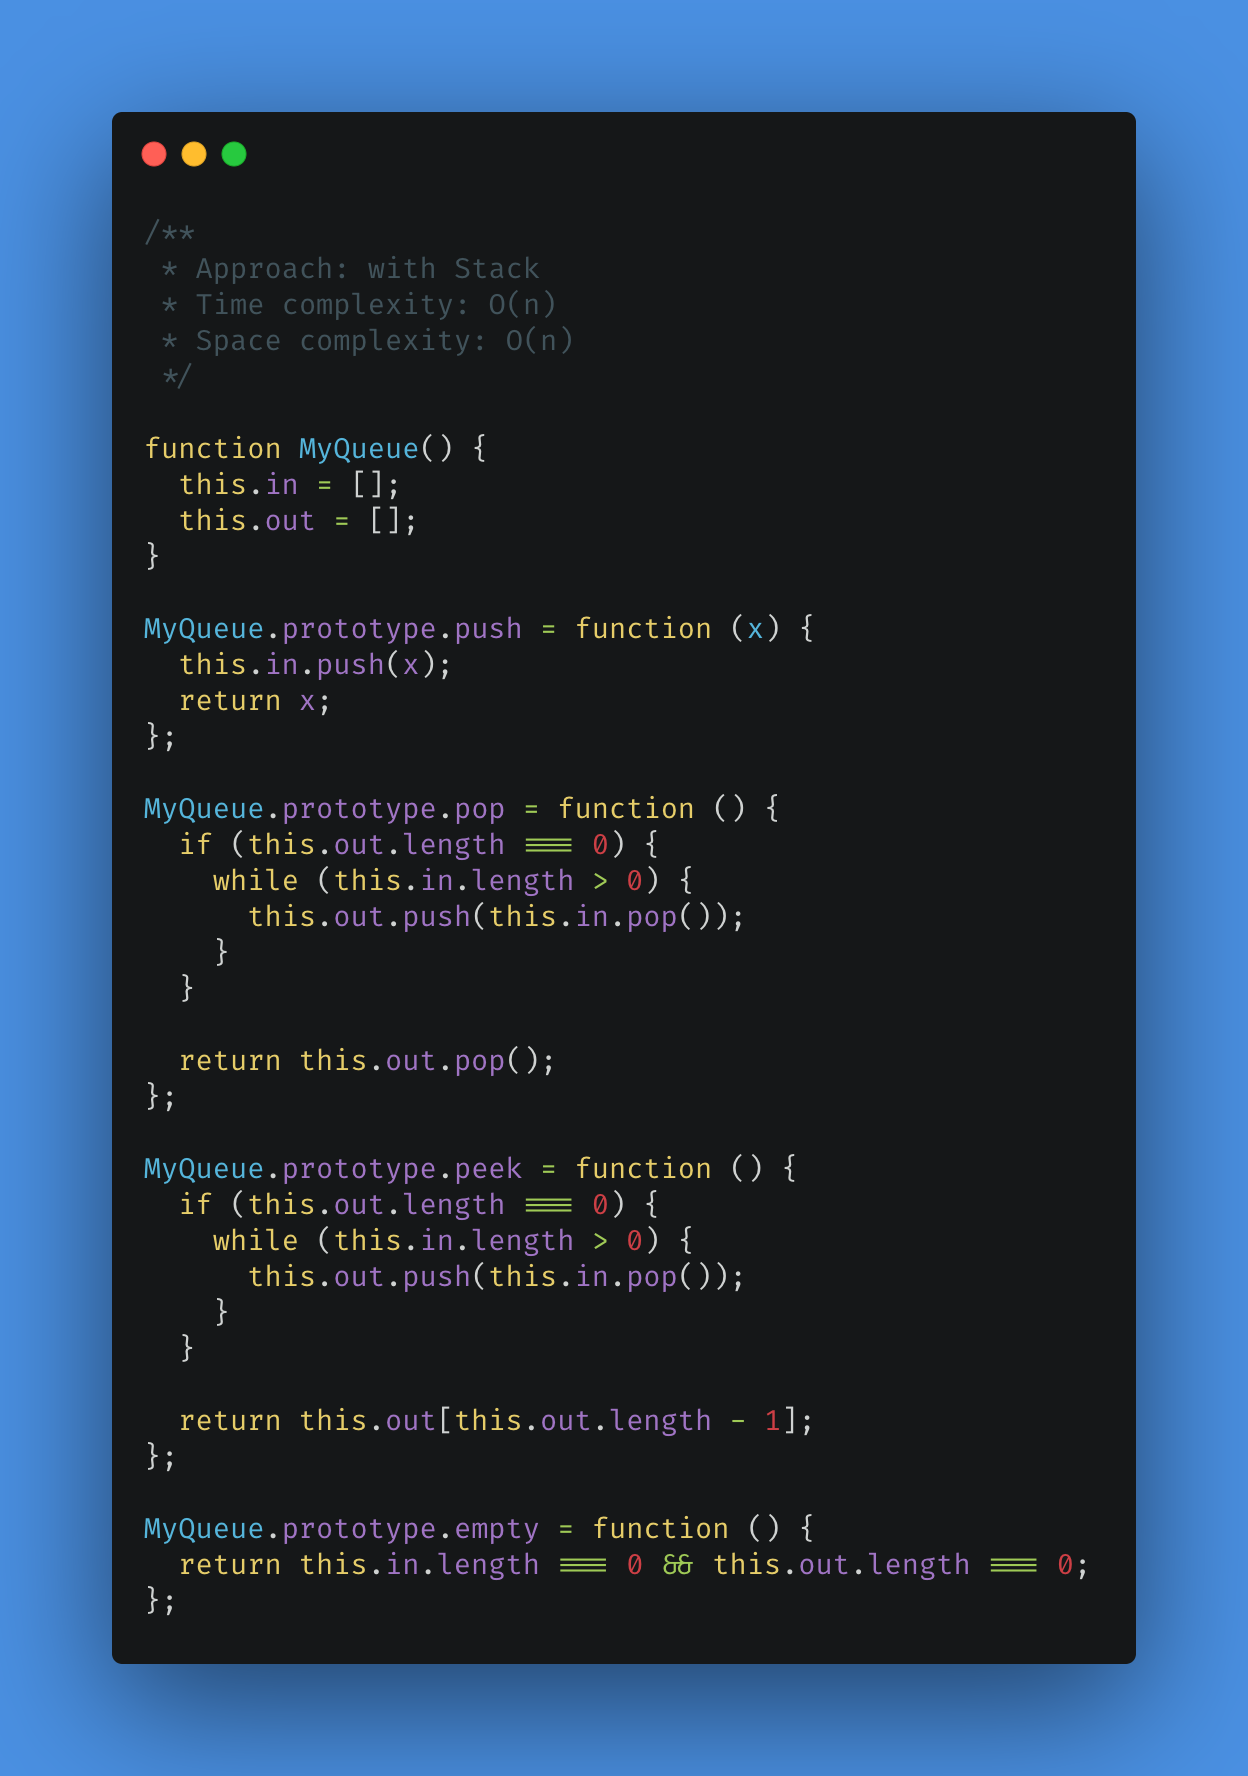 /**
 * Approach: with Stack
 * Time complexity: O(n)
 * Space complexity: O(n)
 */

function MyQueue() {
  this.in = [];
  this.out = [];
}

MyQueue.prototype.push = function (x) {
  this.in.push(x);
  return x;
};

MyQueue.prototype.pop = function () {
  if (this.out.length === 0) {
    while (this.in.length > 0) {
      this.out.push(this.in.pop());
    }
  }

  return this.out.pop();
};

MyQueue.prototype.peek = function () {
  if (this.out.length === 0) {
    while (this.in.length > 0) {
      this.out.push(this.in.pop());
    }
  }

  return this.out[this.out.length - 1];
};

MyQueue.prototype.empty = function () {
  return this.in.length === 0 && this.out.length === 0;
};